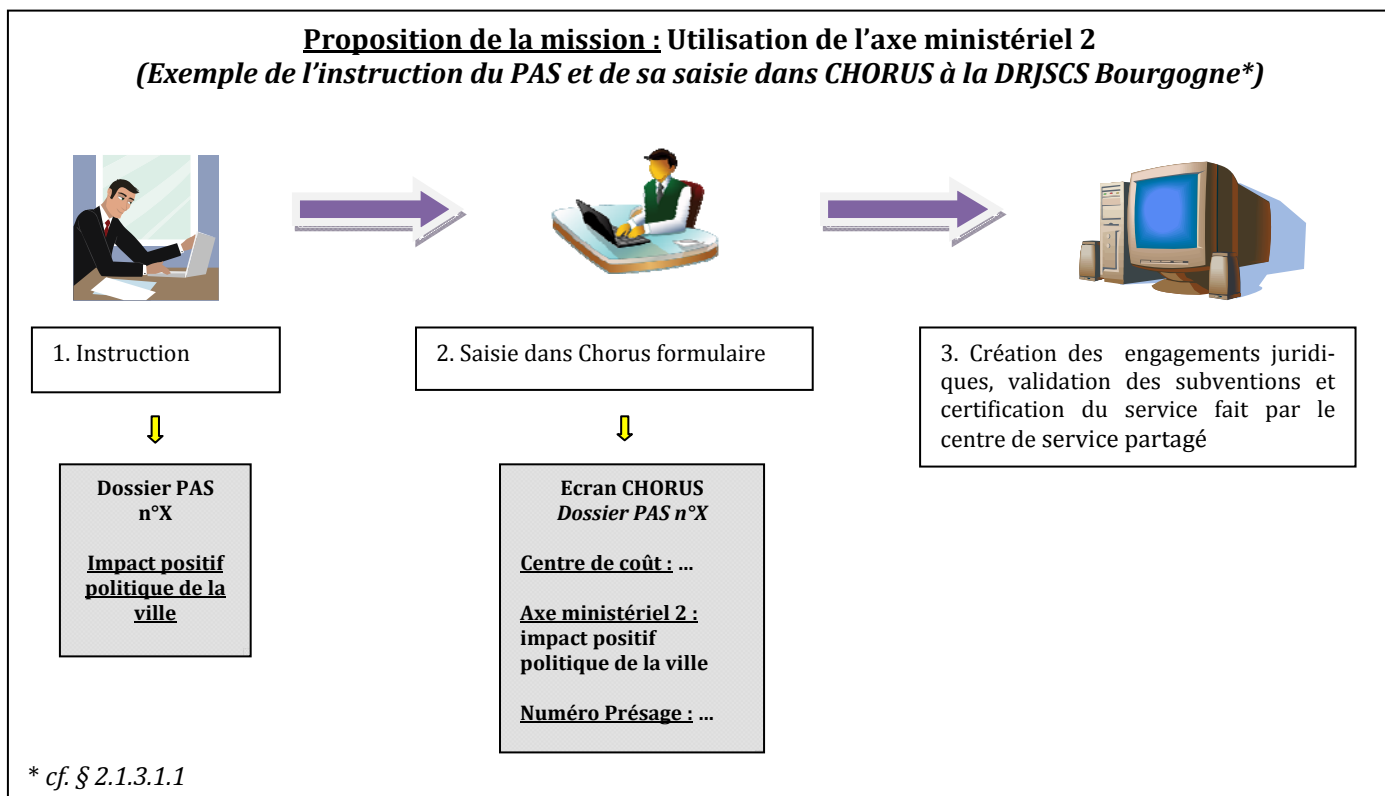 Proposition de la mission : Utilisation de l’axe ministériel 2
(Exemple de l’instruction du PAS et de sa saisie dans CHORUS à la DRJSCS Bourgogne*)
1. Instruction
2. Saisie dans Chorus formulaire
3. Création des engagements juridi-
ques, validation des subventions et
certification du service fait par le
centre de service partagé
Dossier PAS
n°X
Impact positif
politique de la
ville
Ecran CHORUS
Dossier PAS n°X
Centre de coût : ...
Axe ministériel 2 :
impact positif
politique de la ville
Numéro Présage : ...
* cf. § 2.1.3.1.1